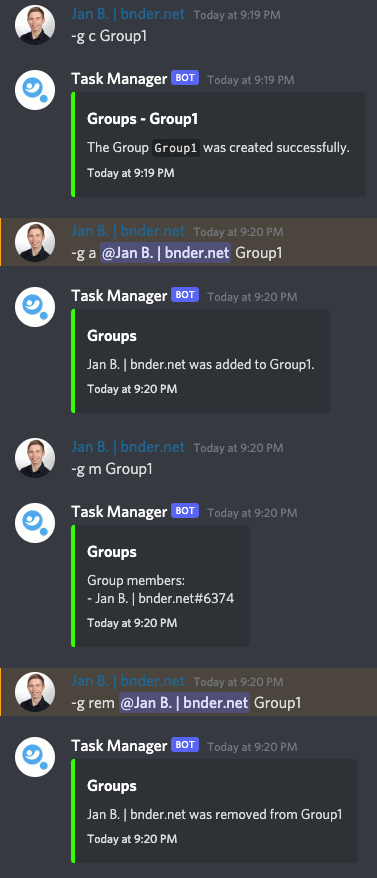 Jan B. | bnder.net Today at 9:19 PM
-g c Group1
Task Manager BOT Today at 9:19 PM
Groups - Group1
The Group Group1 was created successfully.
Today at 9:19 PM
Jan B. | bnder.net Today at 9:20 PM
-g a @Jan B. | bnder.net Group1
Task Manager BOT Today at 9:20 PM
Groups
Jan B. | bnder.net was added to Group1.
Today at 9:20 PM
Jan B. | bnder.net Today at 9:20 PM
-g m Group1
Task Manager BOT Today at 9:20 PM
Groups
Group members:
- Jan B. | bnder.net#6374
Today at 9:20 PM
Jan B. | bnder.net Today at 9:20 PM
-g rem @Jan B. | bnder.net Group1
Task Manager BOT Today at 9:20 PM
Groups
Jan B. | bnder.net was removed from Group1
Today at 9:20 PM